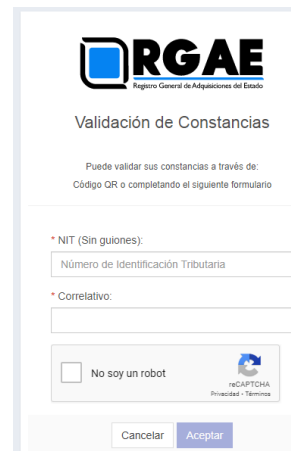 RGAE
Registro General de Adquisiciones del Estado
Validación de Constancias
Puede validar sus constancias a través de:
Código QR o completando el siguiente formulario
* NIT (Sin guiones):
Número de Identificación Tributaria
* Correlativo:
No soy un robot
reCAPTCHA
Privacidad - Términos
Cancelar Aceptar